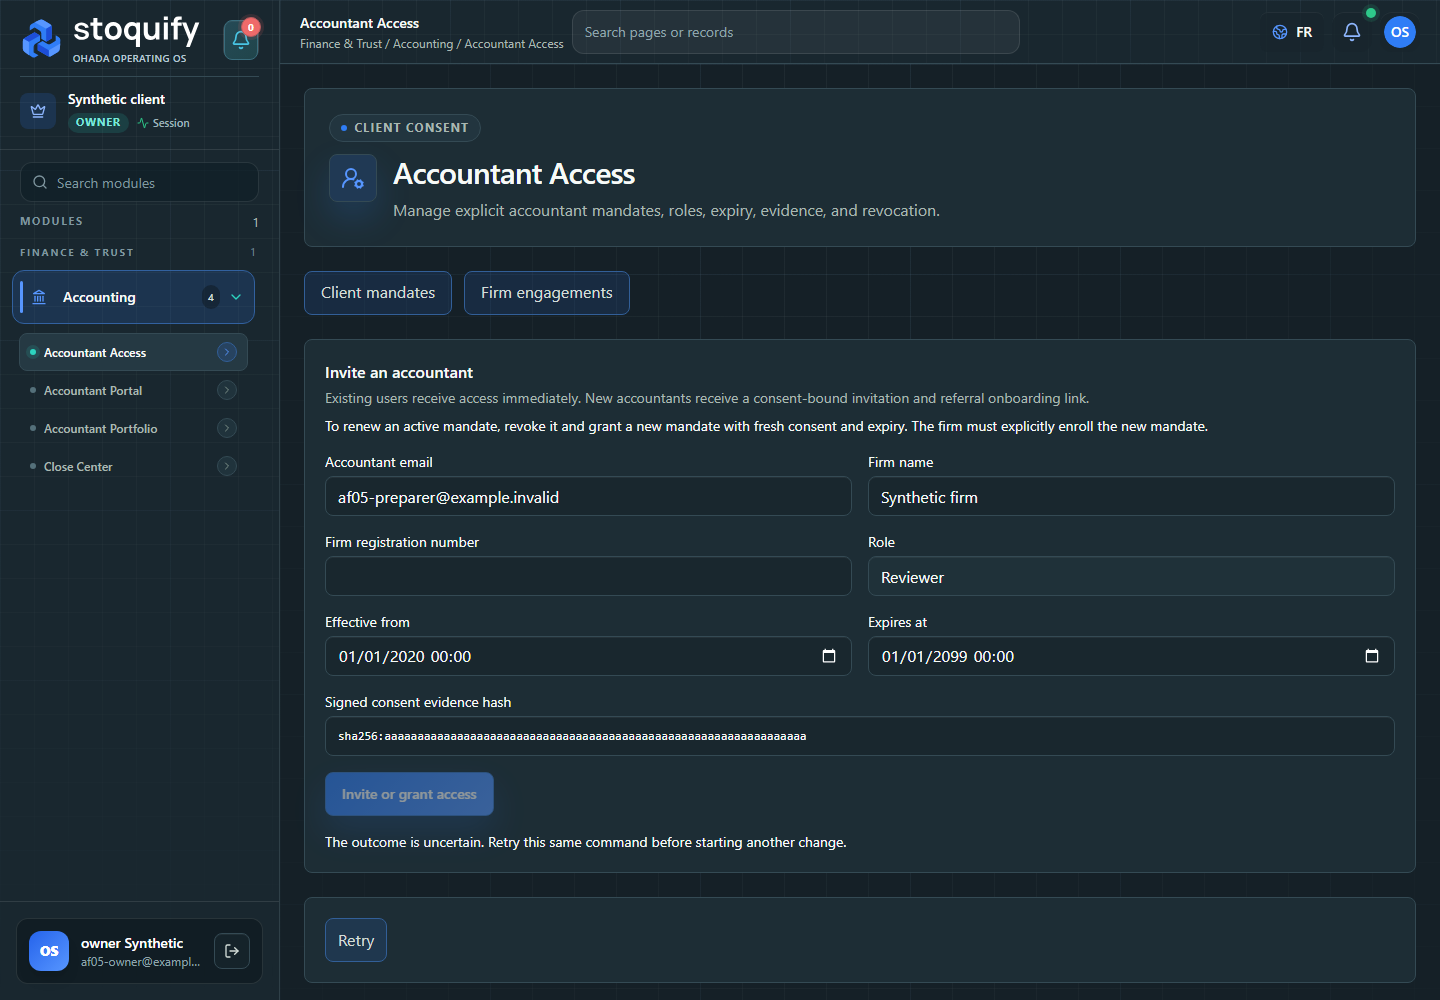 stoquify
OHADA OPERATING OS
0
Synthetic client
OWNER
Session
Search modules
MODULES
1
FINANCE & TRUST
1
Accounting
4
Accountant Access
Accountant Portal
Accountant Portfolio
Close Center
OS
owner Synthetic
af05-owner@exampl...
Accountant Access
Finance & Trust / Accounting / Accountant Access
Search pages or records
FR
OS
CLIENT CONSENT
Accountant Access
Manage explicit accountant mandates, roles, expiry, evidence, and revocation.
Client mandates
Firm engagements
Invite an accountant
Existing users receive access immediately. New accountants receive a consent-bound invitation and referral onboarding link.
To renew an active mandate, revoke it and grant a new mandate with fresh consent and expiry. The firm must explicitly enroll the new mandate.
Accountant email
Firm name
af05-preparer@example.invalid
Synthetic firm
Firm registration number
Role
Reviewer
Effective from
Expires at
01/01/2020 00:00
01/01/2099 00:00
Signed consent evidence hash
sha256:aaaaaaaaaaaaaaaaaaaaaaaaaaaaaaaaaaaaaaaaaaaaaaaaaaaaaaaaaaaaaaaa
Invite or grant access
The outcome is uncertain. Retry this same command before starting another change.
Retry